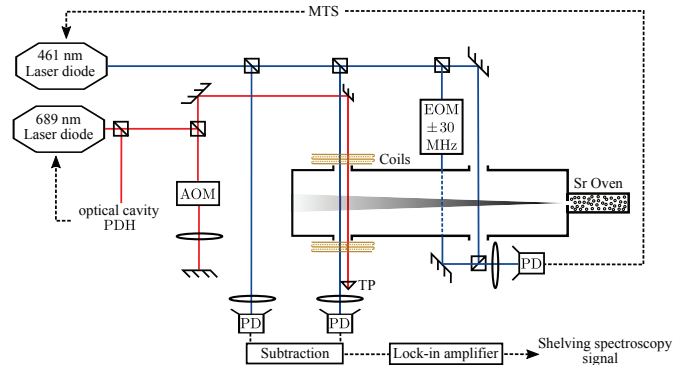 MTS
461 nm
Laser diode
689 nm
Laser diode
EOM
±30
MHz
Coils
Sr Oven
AOM
optical cavity
PDH
TP
PD
PD
PD
Subtraction
Lock-in amplifier
Shelving spectroscopy
signal